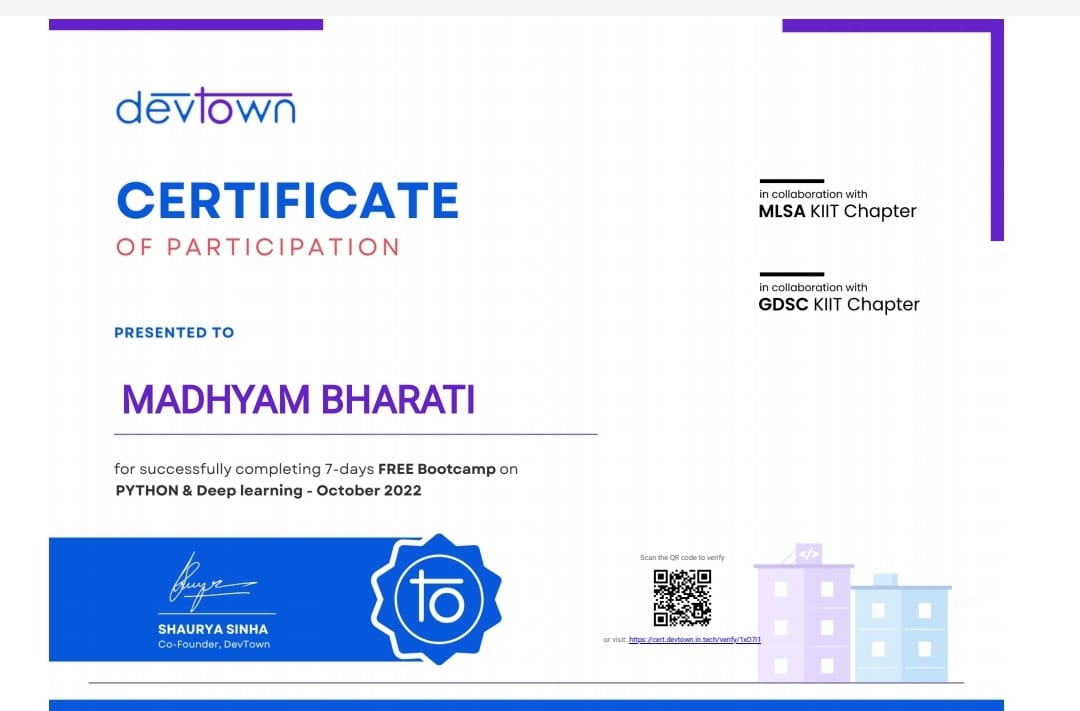 devtown
CERTIFICATE
OF PARTICIPATION
in collaboration with
MLSA KIIT Chapter
in collaboration with
GDSC KIIT Chapter
PRESENTED TO
MADHYAM BHARATI
for successfully completing 7-days FREE Bootcamp on
PYTHON & Deep learning - October 2022
to
SHAURYA SINHA
Co-Founder, DevTown
Scan the QR code to verify
or visit: https://cert.devtown.in.tech/verify/1xO7i1
</>